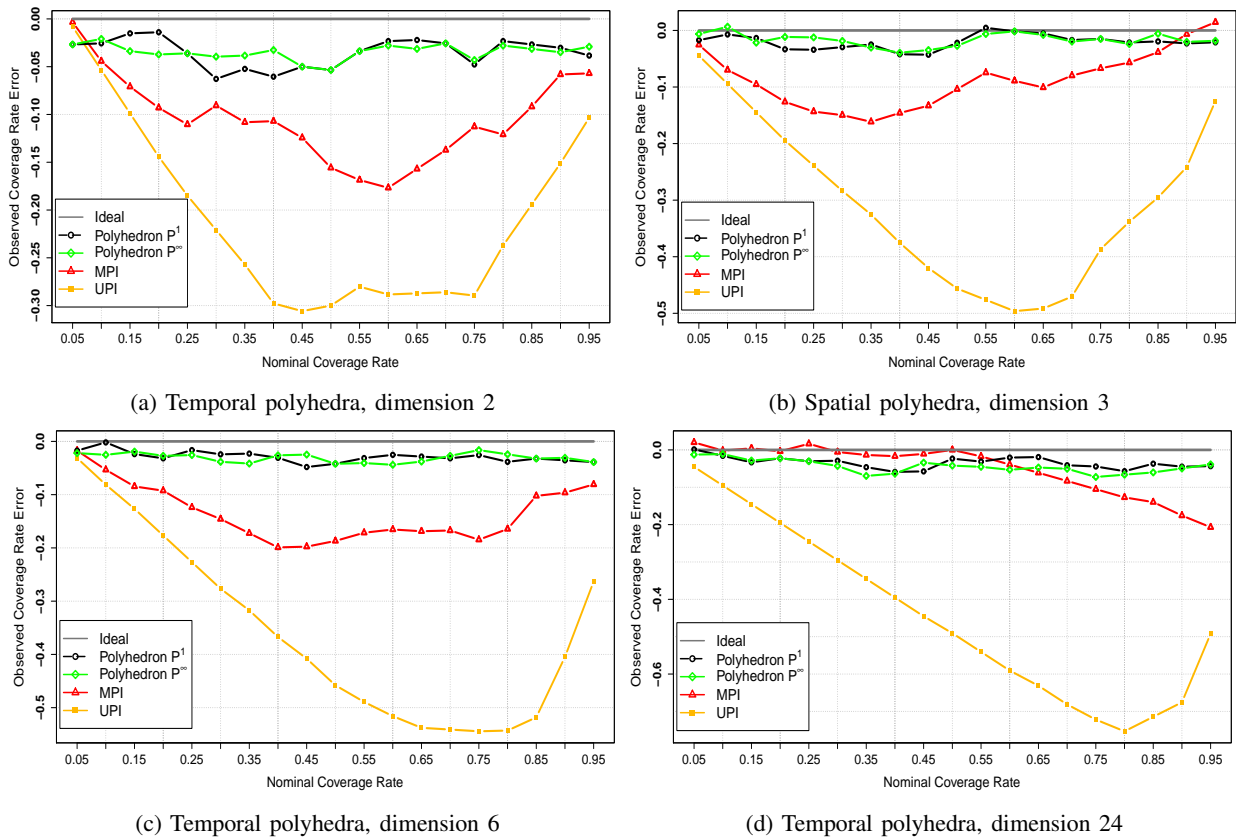 Observed Coverage Rate Error
0.00
−0.05
−0.10
−0.15
−0.20
−0.25
−0.30
Ideal
Polyhedron P¹
Polyhedron P∞
MPI
UPI
0.05 0.15 0.25 0.35 0.45 0.55 0.65 0.75 0.85 0.95
Nominal Coverage Rate
(a) Temporal polyhedra, dimension 2
Observed Coverage Rate Error
0.0
−0.1
−0.2
−0.3
−0.4
−0.5
Ideal
Polyhedron P¹
Polyhedron P∞
MPI
UPI
0.05 0.15 0.25 0.35 0.45 0.55 0.65 0.75 0.85 0.95
Nominal Coverage Rate
(b) Spatial polyhedra, dimension 3
Observed Coverage Rate Error
0.0
−0.1
−0.2
−0.3
−0.4
−0.5
Ideal
Polyhedron P¹
Polyhedron P∞
MPI
UPI
0.05 0.15 0.25 0.35 0.45 0.55 0.65 0.75 0.85 0.95
Nominal Coverage Rate
(c) Temporal polyhedra, dimension 6
Observed Coverage Rate Error
0.0
−0.2
−0.4
−0.6
Ideal
Polyhedron P¹
Polyhedron P∞
MPI
UPI
0.05 0.15 0.25 0.35 0.45 0.55 0.65 0.75 0.85 0.95
Nominal Coverage Rate
(d) Temporal polyhedra, dimension 24